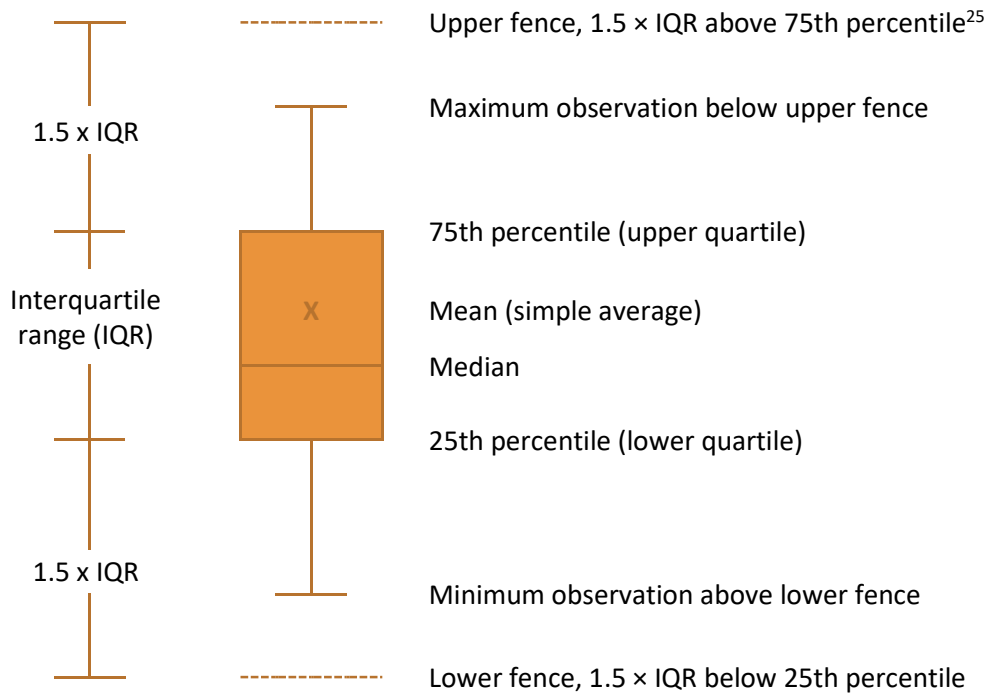 Upper fence, 1.5 × IQR above 75th percentile25
Maximum observation below upper fence
1.5 x IQR
75th percentile (upper quartile)
Interquartile
range (IQR)
X
Mean (simple average)
Median
25th percentile (lower quartile)
1.5 x IQR
Minimum observation above lower fence
Lower fence, 1.5 × IQR below 25th percentile